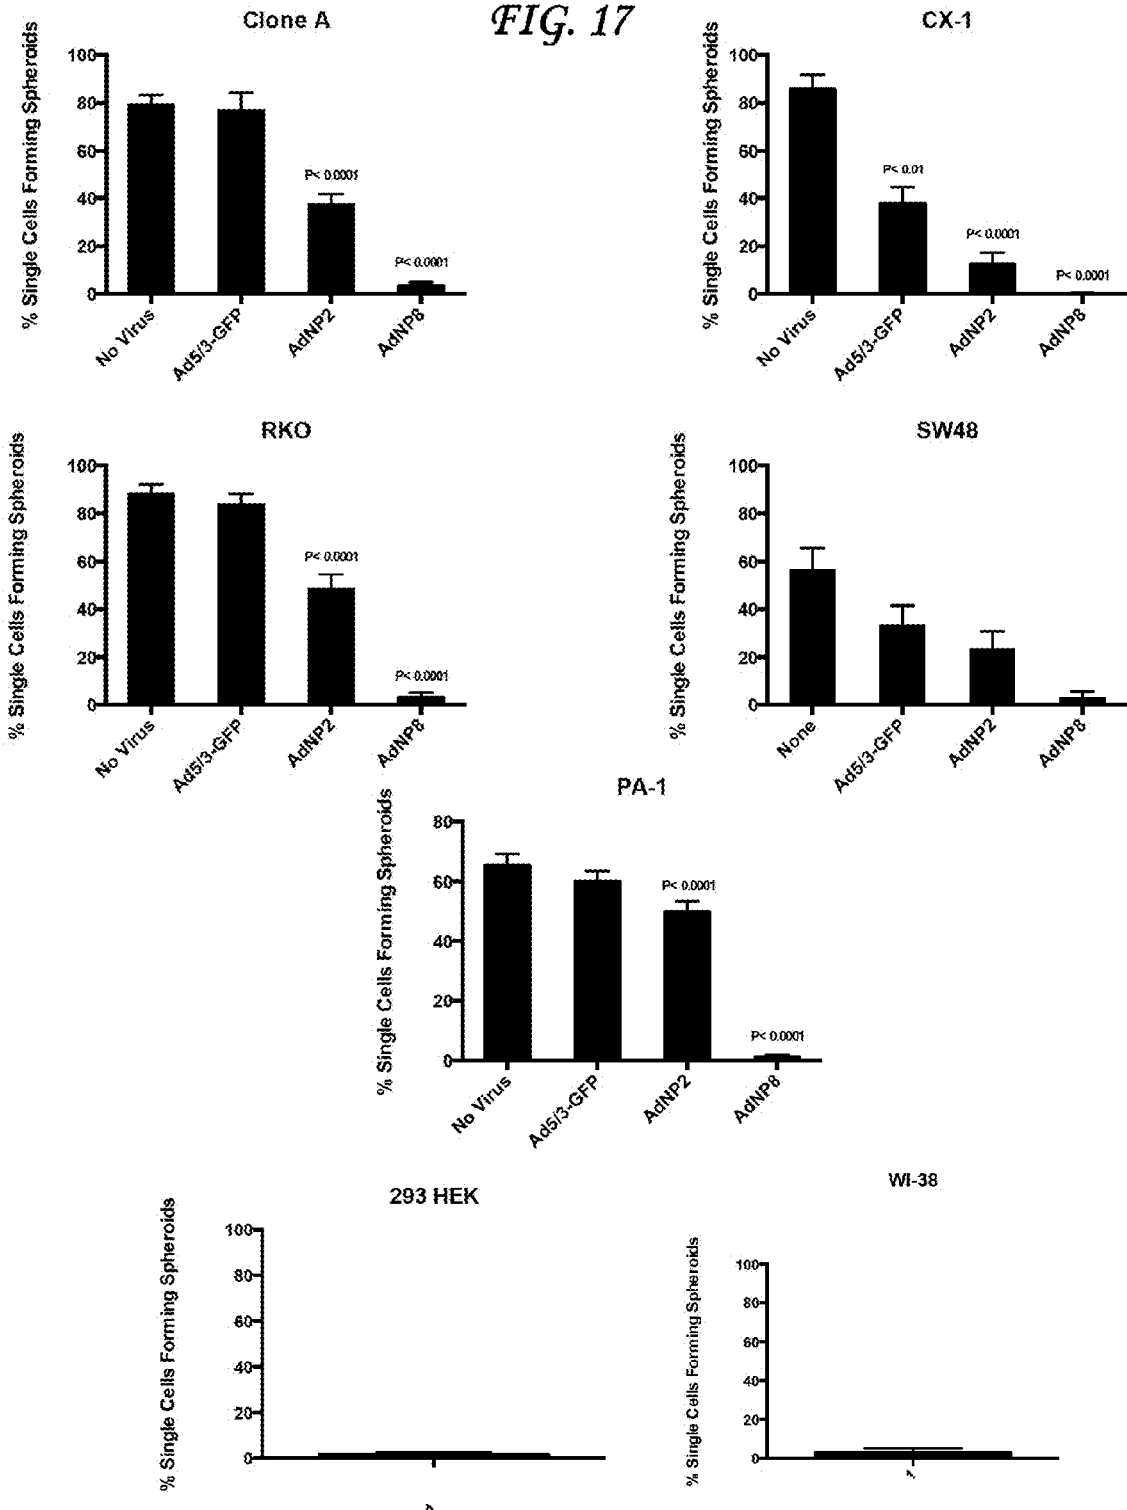 FIG. 17
Clone A
% Single Cells Forming Spheroids
100
80
60
40
20
0
P< 0.0001
P< 0.0001
No Virus
Ad5/3-GFP
AdNP2
AdNP8
CX-1
% Single Cells Forming Spheroids
100
80
60
40
20
0
P< 0.01
P< 0.0001
P< 0.0001
No Virus
Ad5/3-GFP
AdNP2
AdNP8
RKO
% Single Cells Forming Spheroids
100
80
60
40
20
0
P< 0.0001
P< 0.0001
No Virus
Ad5/3-GFP
AdNP2
AdNP8
SW48
% Single Cells Forming Spheroids
100
80
60
40
20
0
None
Ad5/3-GFP
AdNP2
AdNP8
PA-1
% Single Cells Forming Spheroids
80
60
40
20
0
P< 0.0001
P< 0.0001
No Virus
Ad5/3-GFP
AdNP2
AdNP8
293 HEK
% Single Cells Forming Spheroids
100
80
60
40
20
0
WI-38
% Single Cells Forming Spheroids
100
80
60
40
20
0
1